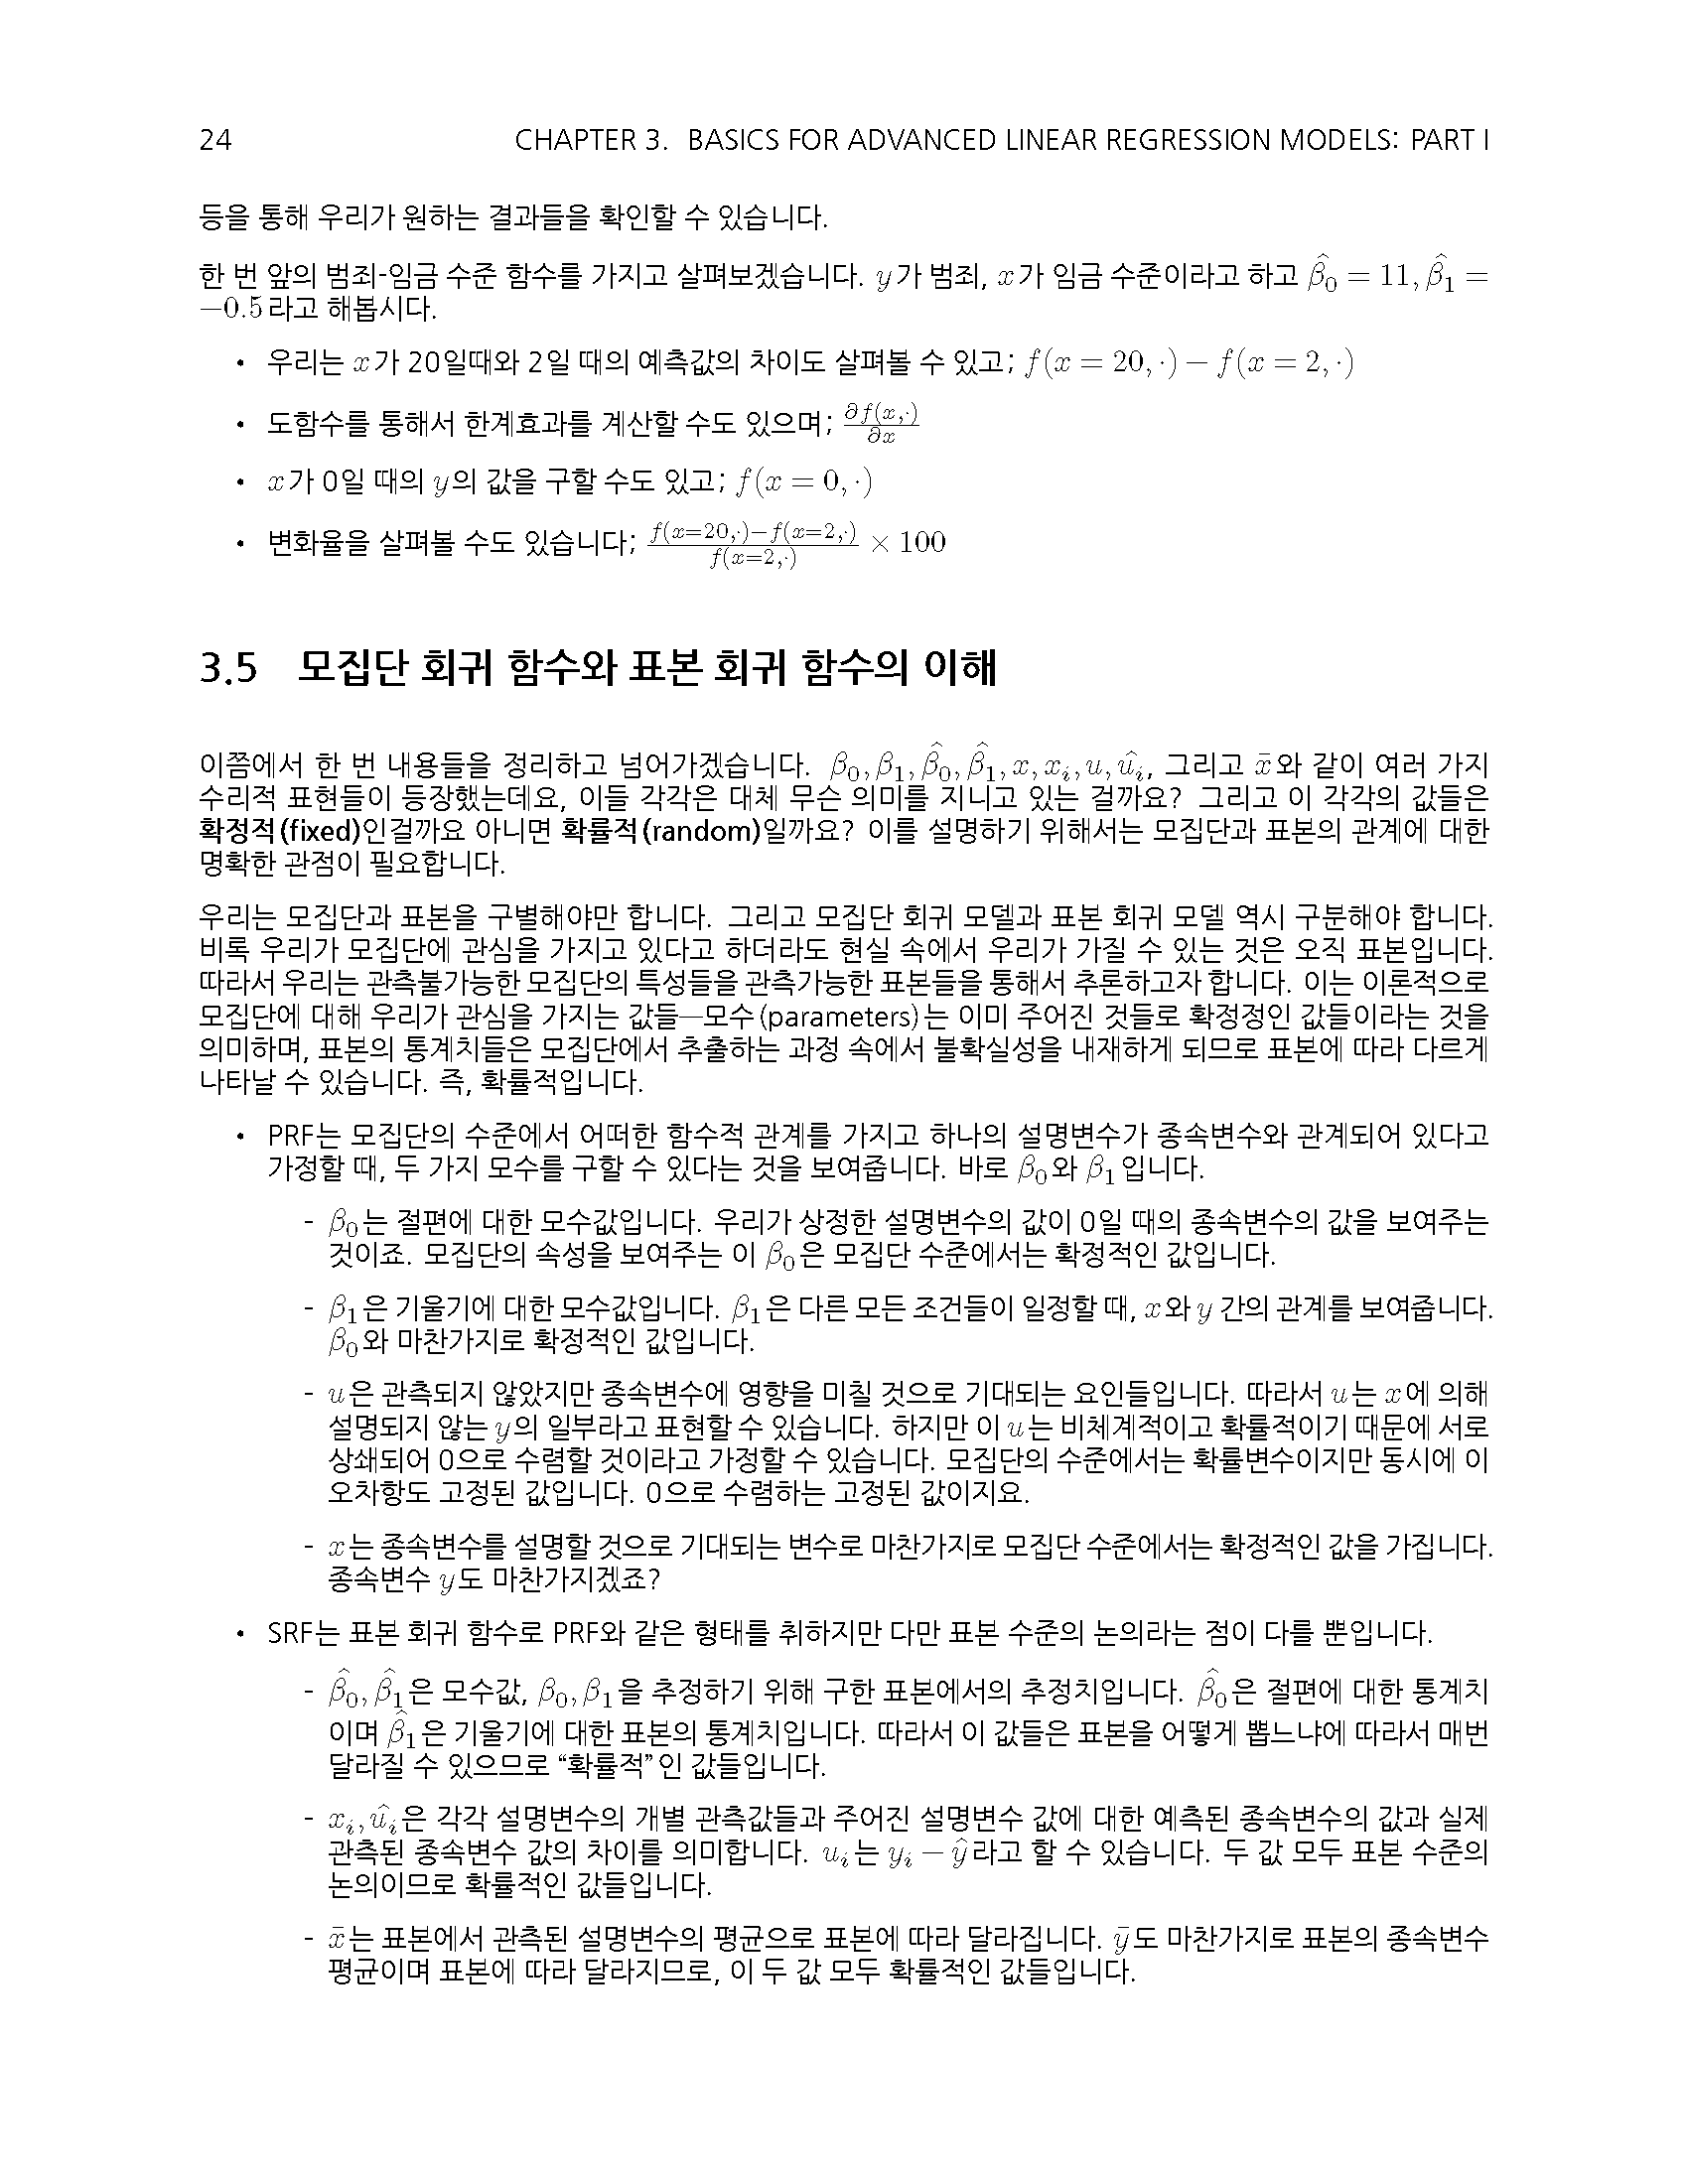 24 CHAPTER 3. BASICS FOR ADVANCED LINEAR REGRESSION MODELS: PART I
등을 통해 우리가 원하는 결과들을 확인할 수 있습니다.
한 번 앞의 범죄-임금 수준 함수를 가지고 살펴보겠습니다. y가 범죄, x가 임금 수준이라고 하고 β̂₀ = 11, β̂₁ =
−0.5라고 해봅시다.
• 우리는 x가 20일때와 2일 때의 예측값의 차이도 살펴볼 수 있고; f(x = 20, ·) − f(x = 2, ·)
• 도함수를 통해서 한계효과를 계산할 수도 있으며; ∂f(x,·)/∂x
• x가 0일 때의 y의 값을 구할 수도 있고; f(x = 0, ·)
• 변화율을 살펴볼 수도 있습니다; f(x=20,·)−f(x=2,·)/f(x=2,·) × 100
3.5 모집단 회귀 함수와 표본 회귀 함수의 이해
이쯤에서 한 번 내용들을 정리하고 넘어가겠습니다. β₀, β₁, β̂₀, β̂₁, x, xᵢ, u, ûᵢ, 그리고 x̄와 같이 여러 가지
수리적 표현들이 등장했는데요, 이들 각각은 대체 무슨 의미를 지니고 있는 걸까요? 그리고 이 각각의 값들은
확정적(fixed)인걸까요 아니면 확률적(random)일까요? 이를 설명하기 위해서는 모집단과 표본의 관계에 대한
명확한 관점이 필요합니다.
우리는 모집단과 표본을 구별해야만 합니다. 그리고 모집단 회귀 모델과 표본 회귀 모델 역시 구분해야 합니다.
비록 우리가 모집단에 관심을 가지고 있다고 하더라도 현실 속에서 우리가 가질 수 있는 것은 오직 표본입니다.
따라서 우리는 관측불가능한 모집단의 특성들을 관측가능한 표본들을 통해서 추론하고자 합니다. 이는 이론적으로
모집단에 대해 우리가 관심을 가지는 값들—모수(parameters)는 이미 주어진 것들로 확정정인 값들이라는 것을
의미하며, 표본의 통계치들은 모집단에서 추출하는 과정 속에서 불확실성을 내재하게 되므로 표본에 따라 다르게
나타날 수 있습니다. 즉, 확률적입니다.
• PRF는 모집단의 수준에서 어떠한 함수적 관계를 가지고 하나의 설명변수가 종속변수와 관계되어 있다고
가정할 때, 두 가지 모수를 구할 수 있다는 것을 보여줍니다. 바로 β₀와 β₁입니다.
- β₀는 절편에 대한 모수값입니다. 우리가 상정한 설명변수의 값이 0일 때의 종속변수의 값을 보여주는
것이죠. 모집단의 속성을 보여주는 이 β₀은 모집단 수준에서는 확정적인 값입니다.
- β₁은 기울기에 대한 모수값입니다. β₁은 다른 모든 조건들이 일정할 때, x와 y 간의 관계를 보여줍니다.
β₀와 마찬가지로 확정적인 값입니다.
- u은 관측되지 않았지만 종속변수에 영향을 미칠 것으로 기대되는 요인들입니다. 따라서 u는 x에 의해
설명되지 않는 y의 일부라고 표현할 수 있습니다. 하지만 이 u는 비체계적이고 확률적이기 때문에 서로
상쇄되어 0으로 수렴할 것이라고 가정할 수 있습니다. 모집단의 수준에서는 확률변수이지만 동시에 이
오차항도 고정된 값입니다. 0으로 수렴하는 고정된 값이지요.
- x는 종속변수를 설명할 것으로 기대되는 변수로 마찬가지로 모집단 수준에서는 확정적인 값을 가집니다.
종속변수 y도 마찬가지겠죠?
• SRF는 표본 회귀 함수로 PRF와 같은 형태를 취하지만 다만 표본 수준의 논의라는 점이 다를 뿐입니다.
- β̂₀, β̂₁은 모수값, β₀, β₁을 추정하기 위해 구한 표본에서의 추정치입니다. β̂₀은 절편에 대한 통계치
이며 β̂₁은 기울기에 대한 표본의 통계치입니다. 따라서 이 값들은 표본을 어떻게 뽑느냐에 따라서 매번
달라질 수 있으므로 “확률적”인 값들입니다.
- xᵢ, ûᵢ은 각각 설명변수의 개별 관측값들과 주어진 설명변수 값에 대한 예측된 종속변수의 값과 실제
관측된 종속변수 값의 차이를 의미합니다. uᵢ는 yᵢ − ŷ라고 할 수 있습니다. 두 값 모두 표본 수준의
논의이므로 확률적인 값들입니다.
- x̄는 표본에서 관측된 설명변수의 평균으로 표본에 따라 달라집니다. ȳ도 마찬가지로 표본의 종속변수
평균이며 표본에 따라 달라지므로, 이 두 값 모두 확률적인 값들입니다.